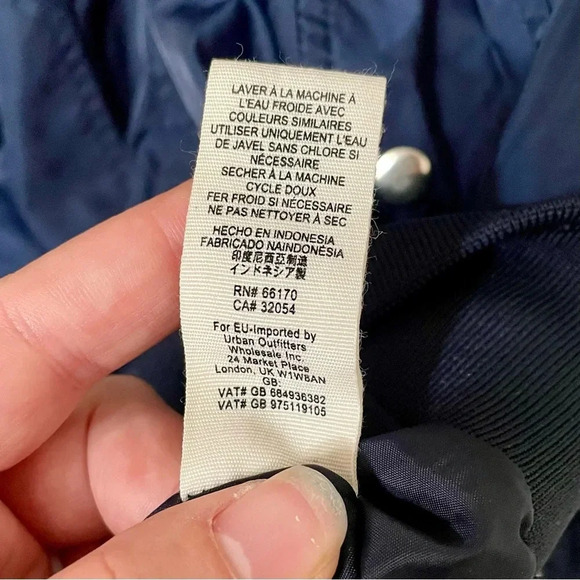 LAVER À LA MACHINE À
L'EAU FROIDE AVEC
COULEURS SIMILAIRES
UTILISER UNIQUEMENT L'EAU
DE JAVEL SANS CHLORE SI
NÉCESSAIRE
SECHER À LA MACHINE
CYCLE DOUX
FER FROID SI NÉCESSAIRE
NE PAS NETTOYER À SEC
HECHO EN INDONESIA
FABRICADO NAINDONÉSIA
印度尼西亞制造
インドネシア製
RN# 66170
CA# 32054
For EU-Imported by
Urban Outfitters
Wholesale Inc.
24 Market Place
London, UK W1W8AN
GB:
VAT# GB 684936382
VAT# GB 975119105